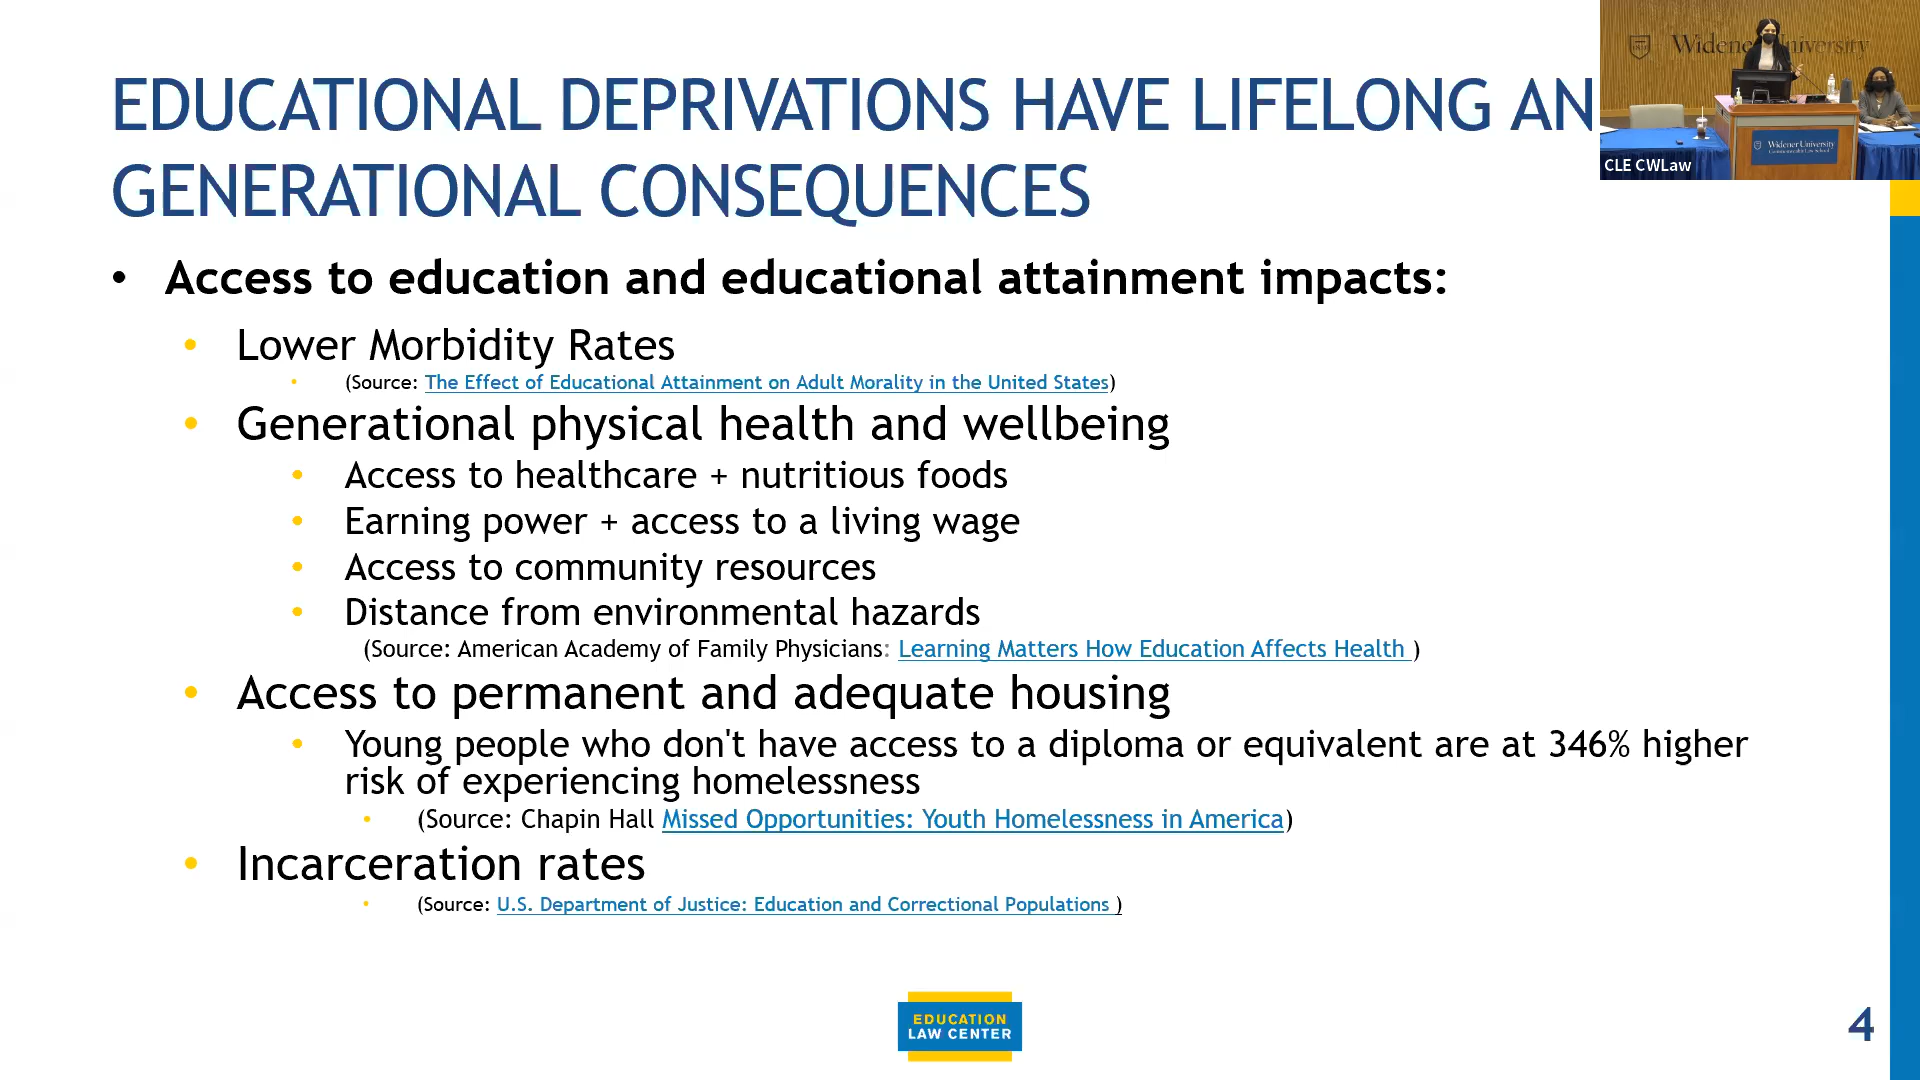 EDUCATIONAL DEPRIVATIONS HAVE LIFELONG AN
GENERATIONAL CONSEQUENCES
Widener University
CLE CWLaw
Widener University
• Access to education and educational attainment impacts:
• Lower Morbidity Rates
• (Source: The Effect of Educational Attainment on Adult Morality in the United States)
• Generational physical health and wellbeing
• Access to healthcare + nutritious foods
• Earning power + access to a living wage
• Access to community resources
• Distance from environmental hazards
(Source: American Academy of Family Physicians: Learning Matters How Education Affects Health )
• Access to permanent and adequate housing
• Young people who don't have access to a diploma or equivalent are at 346% higher
risk of experiencing homelessness
• (Source: Chapin Hall Missed Opportunities: Youth Homelessness in America)
• Incarceration rates
• (Source: U.S. Department of Justice: Education and Correctional Populations )
EDUCATION
LAW CENTER
4